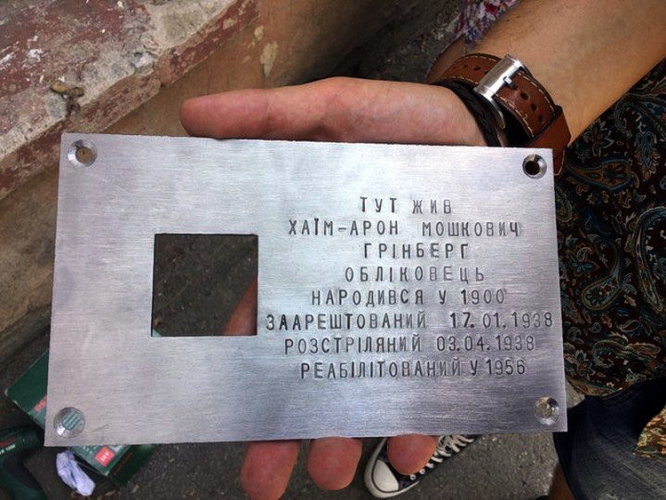 ТУТ ЖИВ
ХАЇМ-АРОН МОШКОВИЧ
ГРІНБЕРГ
ОБЛІКОВЕЦЬ
НАРОДИВСЯ У 1900
ЗААРЕШТОВАНИЙ 17.01.1938
РОЗСТРІЛЯНИЙ 03.04.1938
РЕАБІЛІТОВАНИЙ У 1956